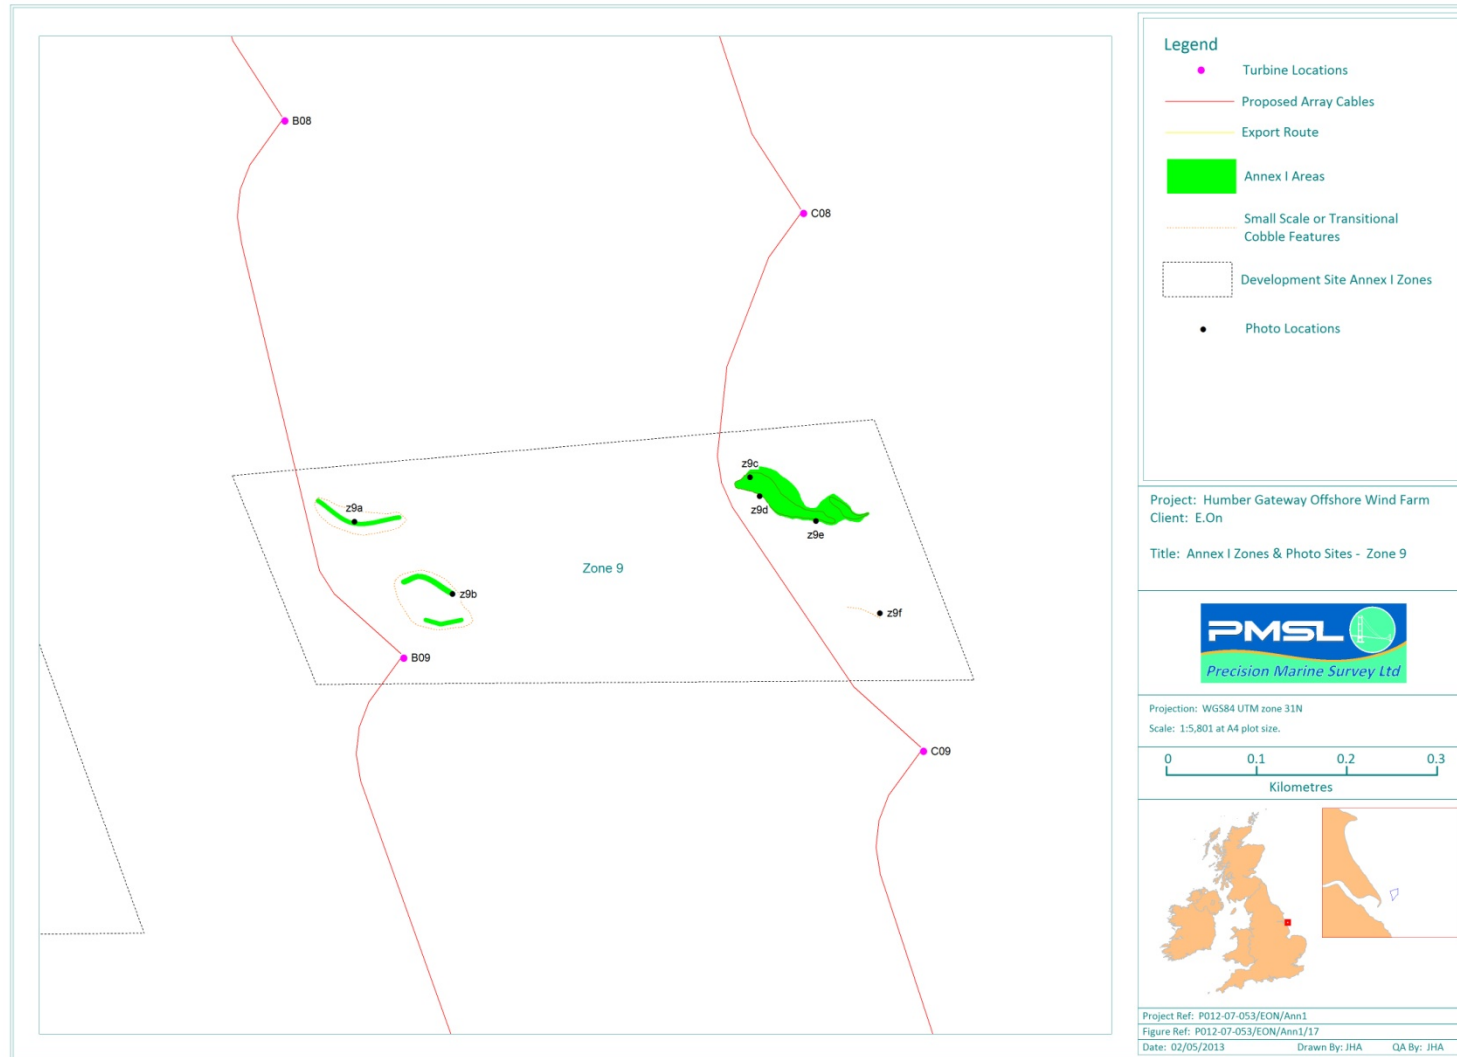 B08
C08
z9c
z9d
z9e
z9a
z9b
Zone 9
z9f
B09
C09
Legend
Turbine Locations
Proposed Array Cables
Export Route
Annex I Areas
Small Scale or Transitional
Cobble Features
Development Site Annex I Zones
Photo Locations
Project: Humber Gateway Offshore Wind Farm
Client: E.On
Title: Annex I Zones & Photo Sites - Zone 9
PMSL
Precision Marine Survey Ltd
Projection: WGS84 UTM zone 31N
Scale: 1:5,801 at A4 plot size.
0 0.1 0.2 0.3
Kilometres
Project Ref: P012-07-053/EON/Ann1
Figure Ref: P012-07-053/EON/Ann1/17
Date: 02/05/2013 Drawn By: JHA QA By: JHA